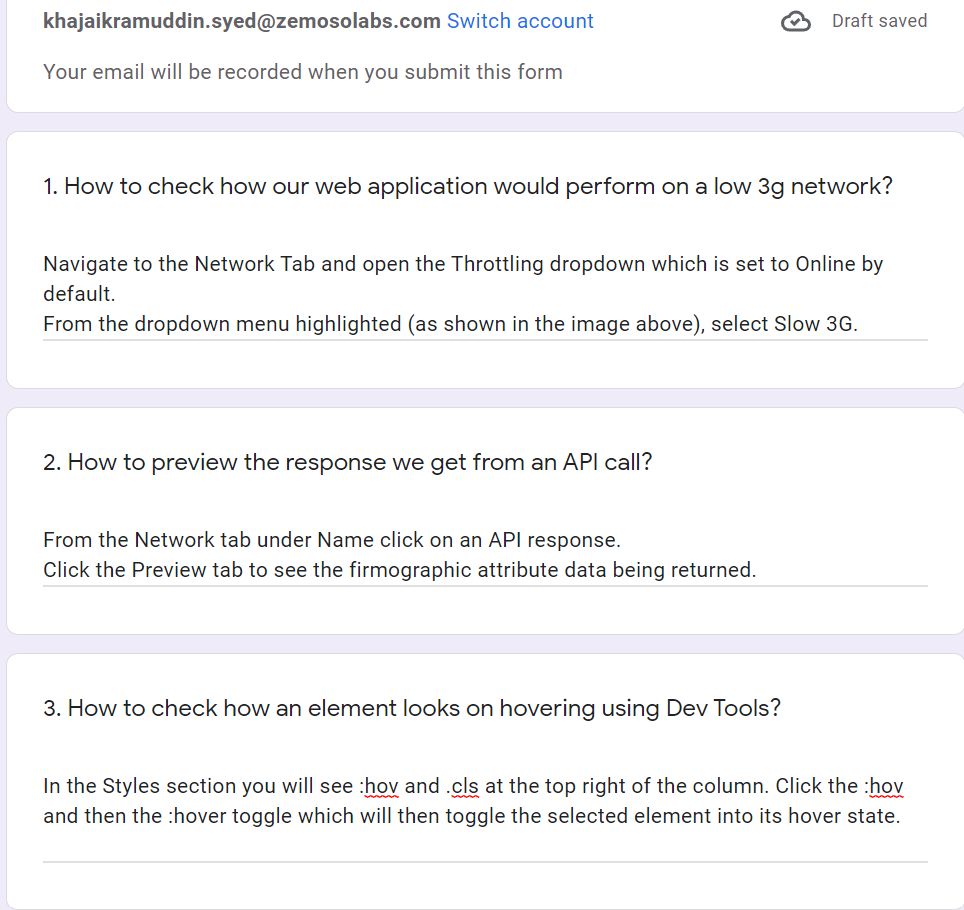 khajaikramuddin.syed@zemosolabs.com Switch account Draft saved
Your email will be recorded when you submit this form
1. How to check how our web application would perform on a low 3g network?
Navigate to the Network Tab and open the Throttling dropdown which is set to Online by
default.
From the dropdown menu highlighted (as shown in the image above), select Slow 3G.
2. How to preview the response we get from an API call?
From the Network tab under Name click on an API response.
Click the Preview tab to see the firmographic attribute data being returned.
3. How to check how an element looks on hovering using Dev Tools?
In the Styles section you will see :hov and .cls at the top right of the column. Click the :hov
and then the :hover toggle which will then toggle the selected element into its hover state.